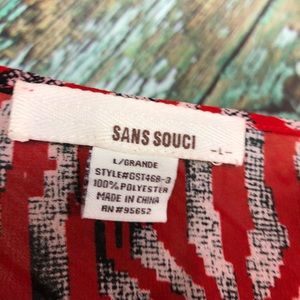 SANS SOUCI
-L-
L/GRANDE
STYLE#GST468-3
100% POLYESTER
MADE IN CHINA
RN#95652